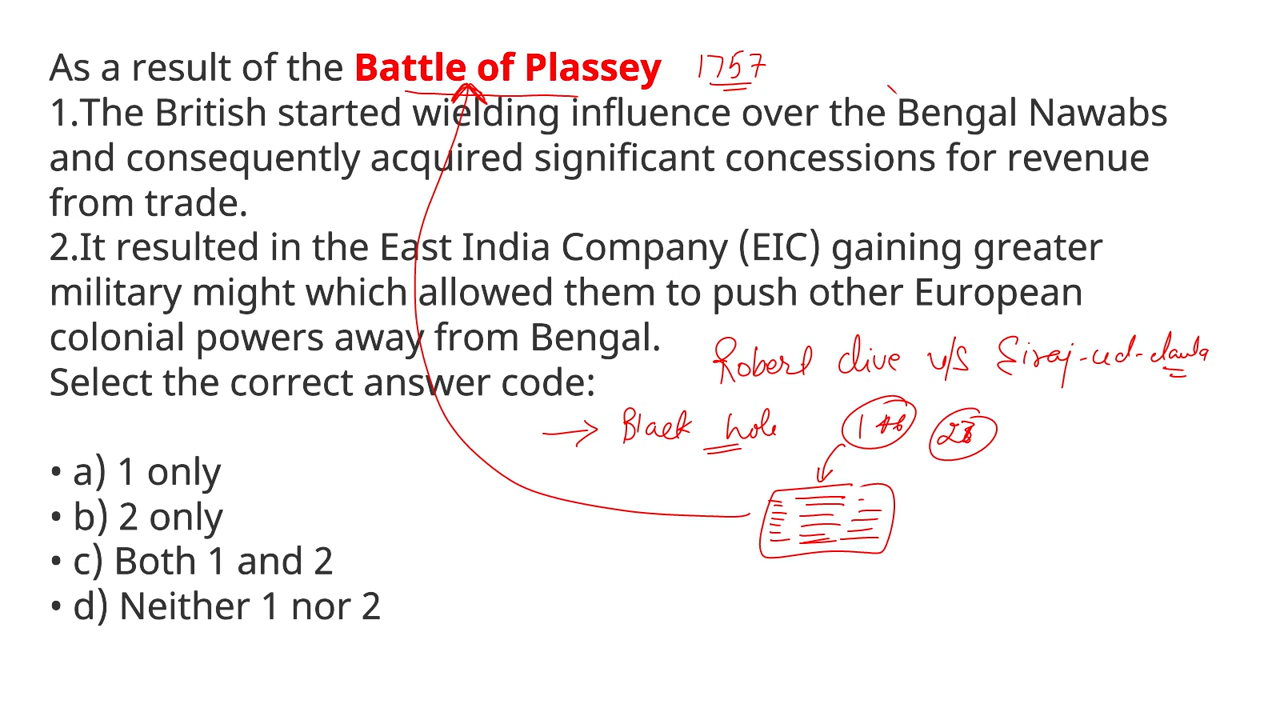 As a result of the Battle of Plassey 1757
1.The British started wielding influence over the Bengal Nawabs
and consequently acquired significant concessions for revenue
from trade.
2.It resulted in the East India Company (EIC) gaining greater
military might which allowed them to push other European
colonial powers away from Bengal.
Robert clive v/s Siraj-ud-daula
Select the correct answer code:
→ Black hole
• a) 1 only
• b) 2 only
• c) Both 1 and 2
• d) Neither 1 nor 2